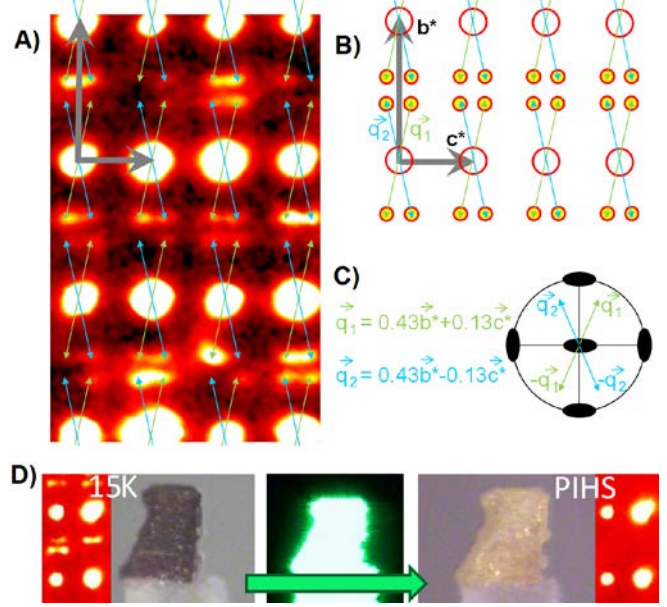 A)
B)
b*
q₂
q₁
c*
C)
q₁ = 0.43b*+0.13c*
q₂ = 0.43b*-0.13c*
q₂
q₁
-q₁
-q₂
D)
15K
PIHS